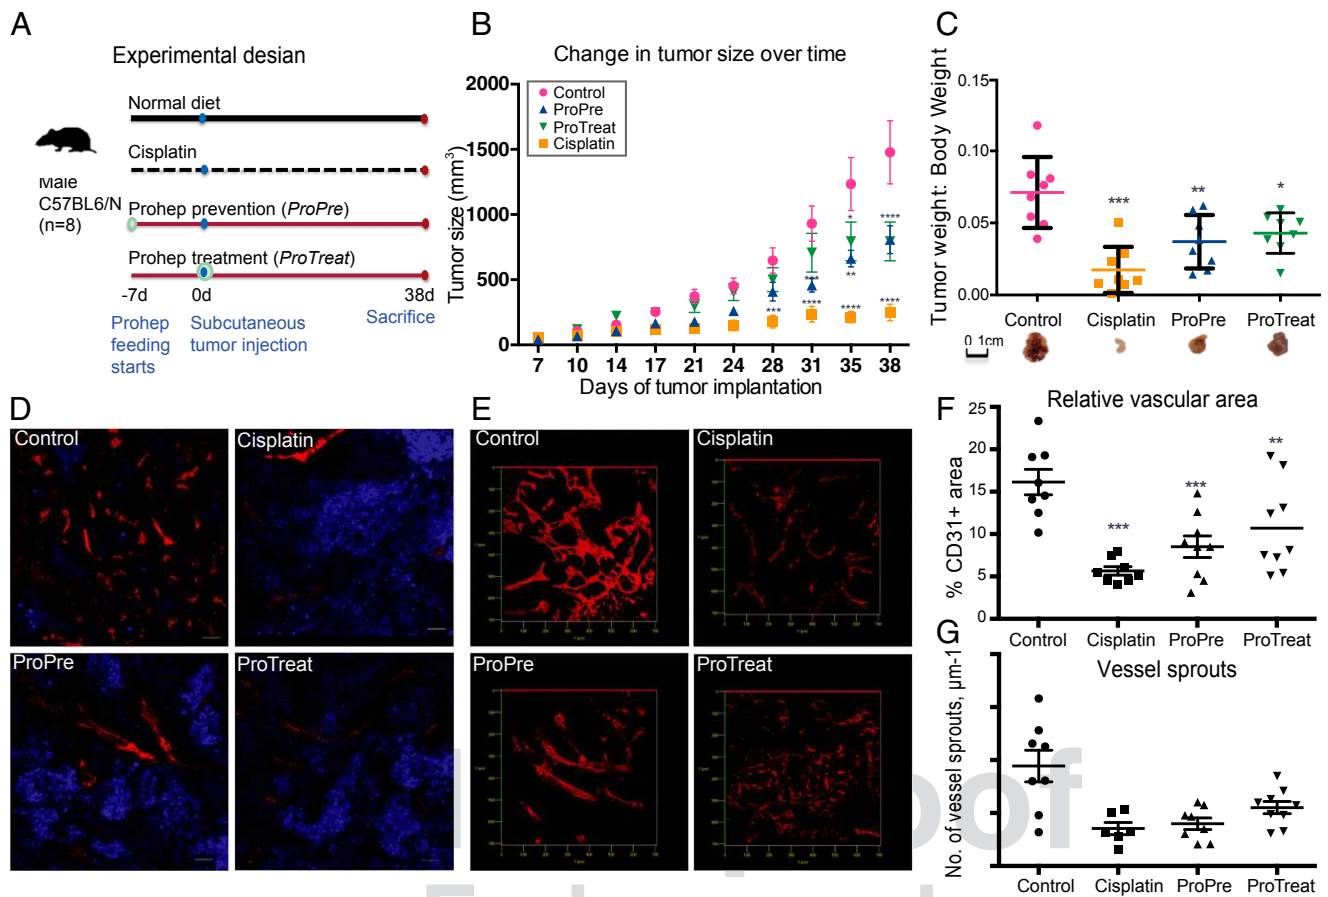 A
Experimental desian
Normal diet
Cisplatin
Male
C57BL6/N
(n=8)
Prohep prevention (ProPre)
Prohep treatment (ProTreat)
-7d 0d 38d
Prohep
feeding
starts
Subcutaneous
tumor injection
Sacrifice
B
Change in tumor size over time
Tumor size (mm³)
2000
1500
1000
500
0
Control
ProPre
ProTreat
Cisplatin
*
****
***
**
***
****
****
****
7 10 14 17 21 24 28 31 35 38
Days of tumor implantation
C
Tumor weight: Body Weight
0.15
0.10
0.05
0.00
***
**
*
Control Cisplatin ProPre ProTreat
0.1cm
D
Control
Cisplatin
ProPre
ProTreat
E
Control
Cisplatin
ProPre
ProTreat
F
Relative vascular area
% CD31+ area
25
20
15
10
5
0
***
***
**
Control Cisplatin ProPre ProTreat
G
Vessel sprouts
No. of vessel sprouts, µm-1
Control Cisplatin ProPre ProTreat